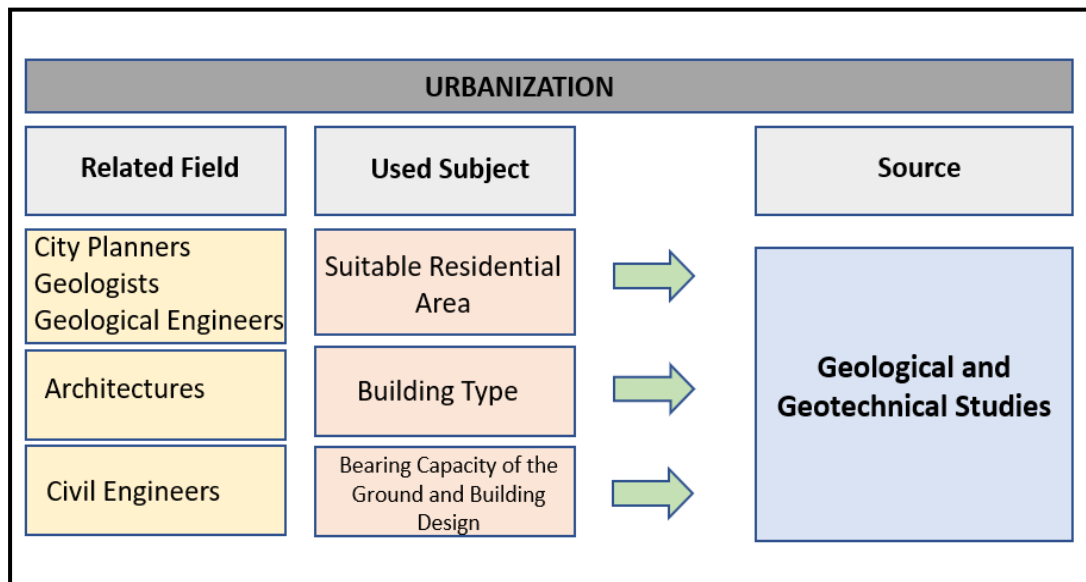 URBANIZATION
Related Field
Used Subject
Source
City Planners
Geologists
Geological Engineers
Suitable Residential
Area
Architectures
Building Type
Civil Engineers
Bearing Capacity of the
Ground and Building
Design
Geological and
Geotechnical Studies